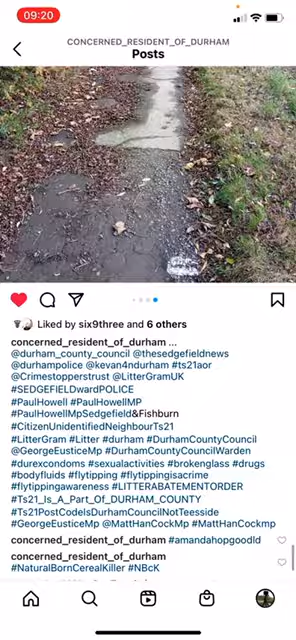 09:20
CONCERNED_RESIDENT_OF_DURHAM
Posts
Liked by six9three and 6 others
concerned_resident_of_durham ...
@durham_county_council @thesedgefieldnews
@durhampolice @kevan4ndurham #ts21aor
@Crimestopperstrust @LitterGramUK
#SEDGEFIELDwardPOLICE
#PaulHowell #PaulHowellMP
#PaulHowellMpSedgefield&Fishburn
#CitizenUnidentifiedNeighbourTs21
#LitterGram #Litter #durham #DurhamCountyCouncil
@GeorgeEusticeMp #DurhamCountyCouncilWarden
#durexcondoms #sexualactivities #brokenglass #drugs
#bodyfluids #flytipping #flytippingisacrime
#flytippingawareness #LITTERABATEMENTORDER
#Ts21_Is_A_Part_Of_DURHAM_COUNTY
#Ts21PostCodeIsDurhamCouncilNotTeesside
#GeorgeEusticeMp @MattHanCockMp #MattHanCockmp
concerned_resident_of_durham #amandahopgoodld
concerned_resident_of_durham
#NaturalBornCerealKiller #NBcK